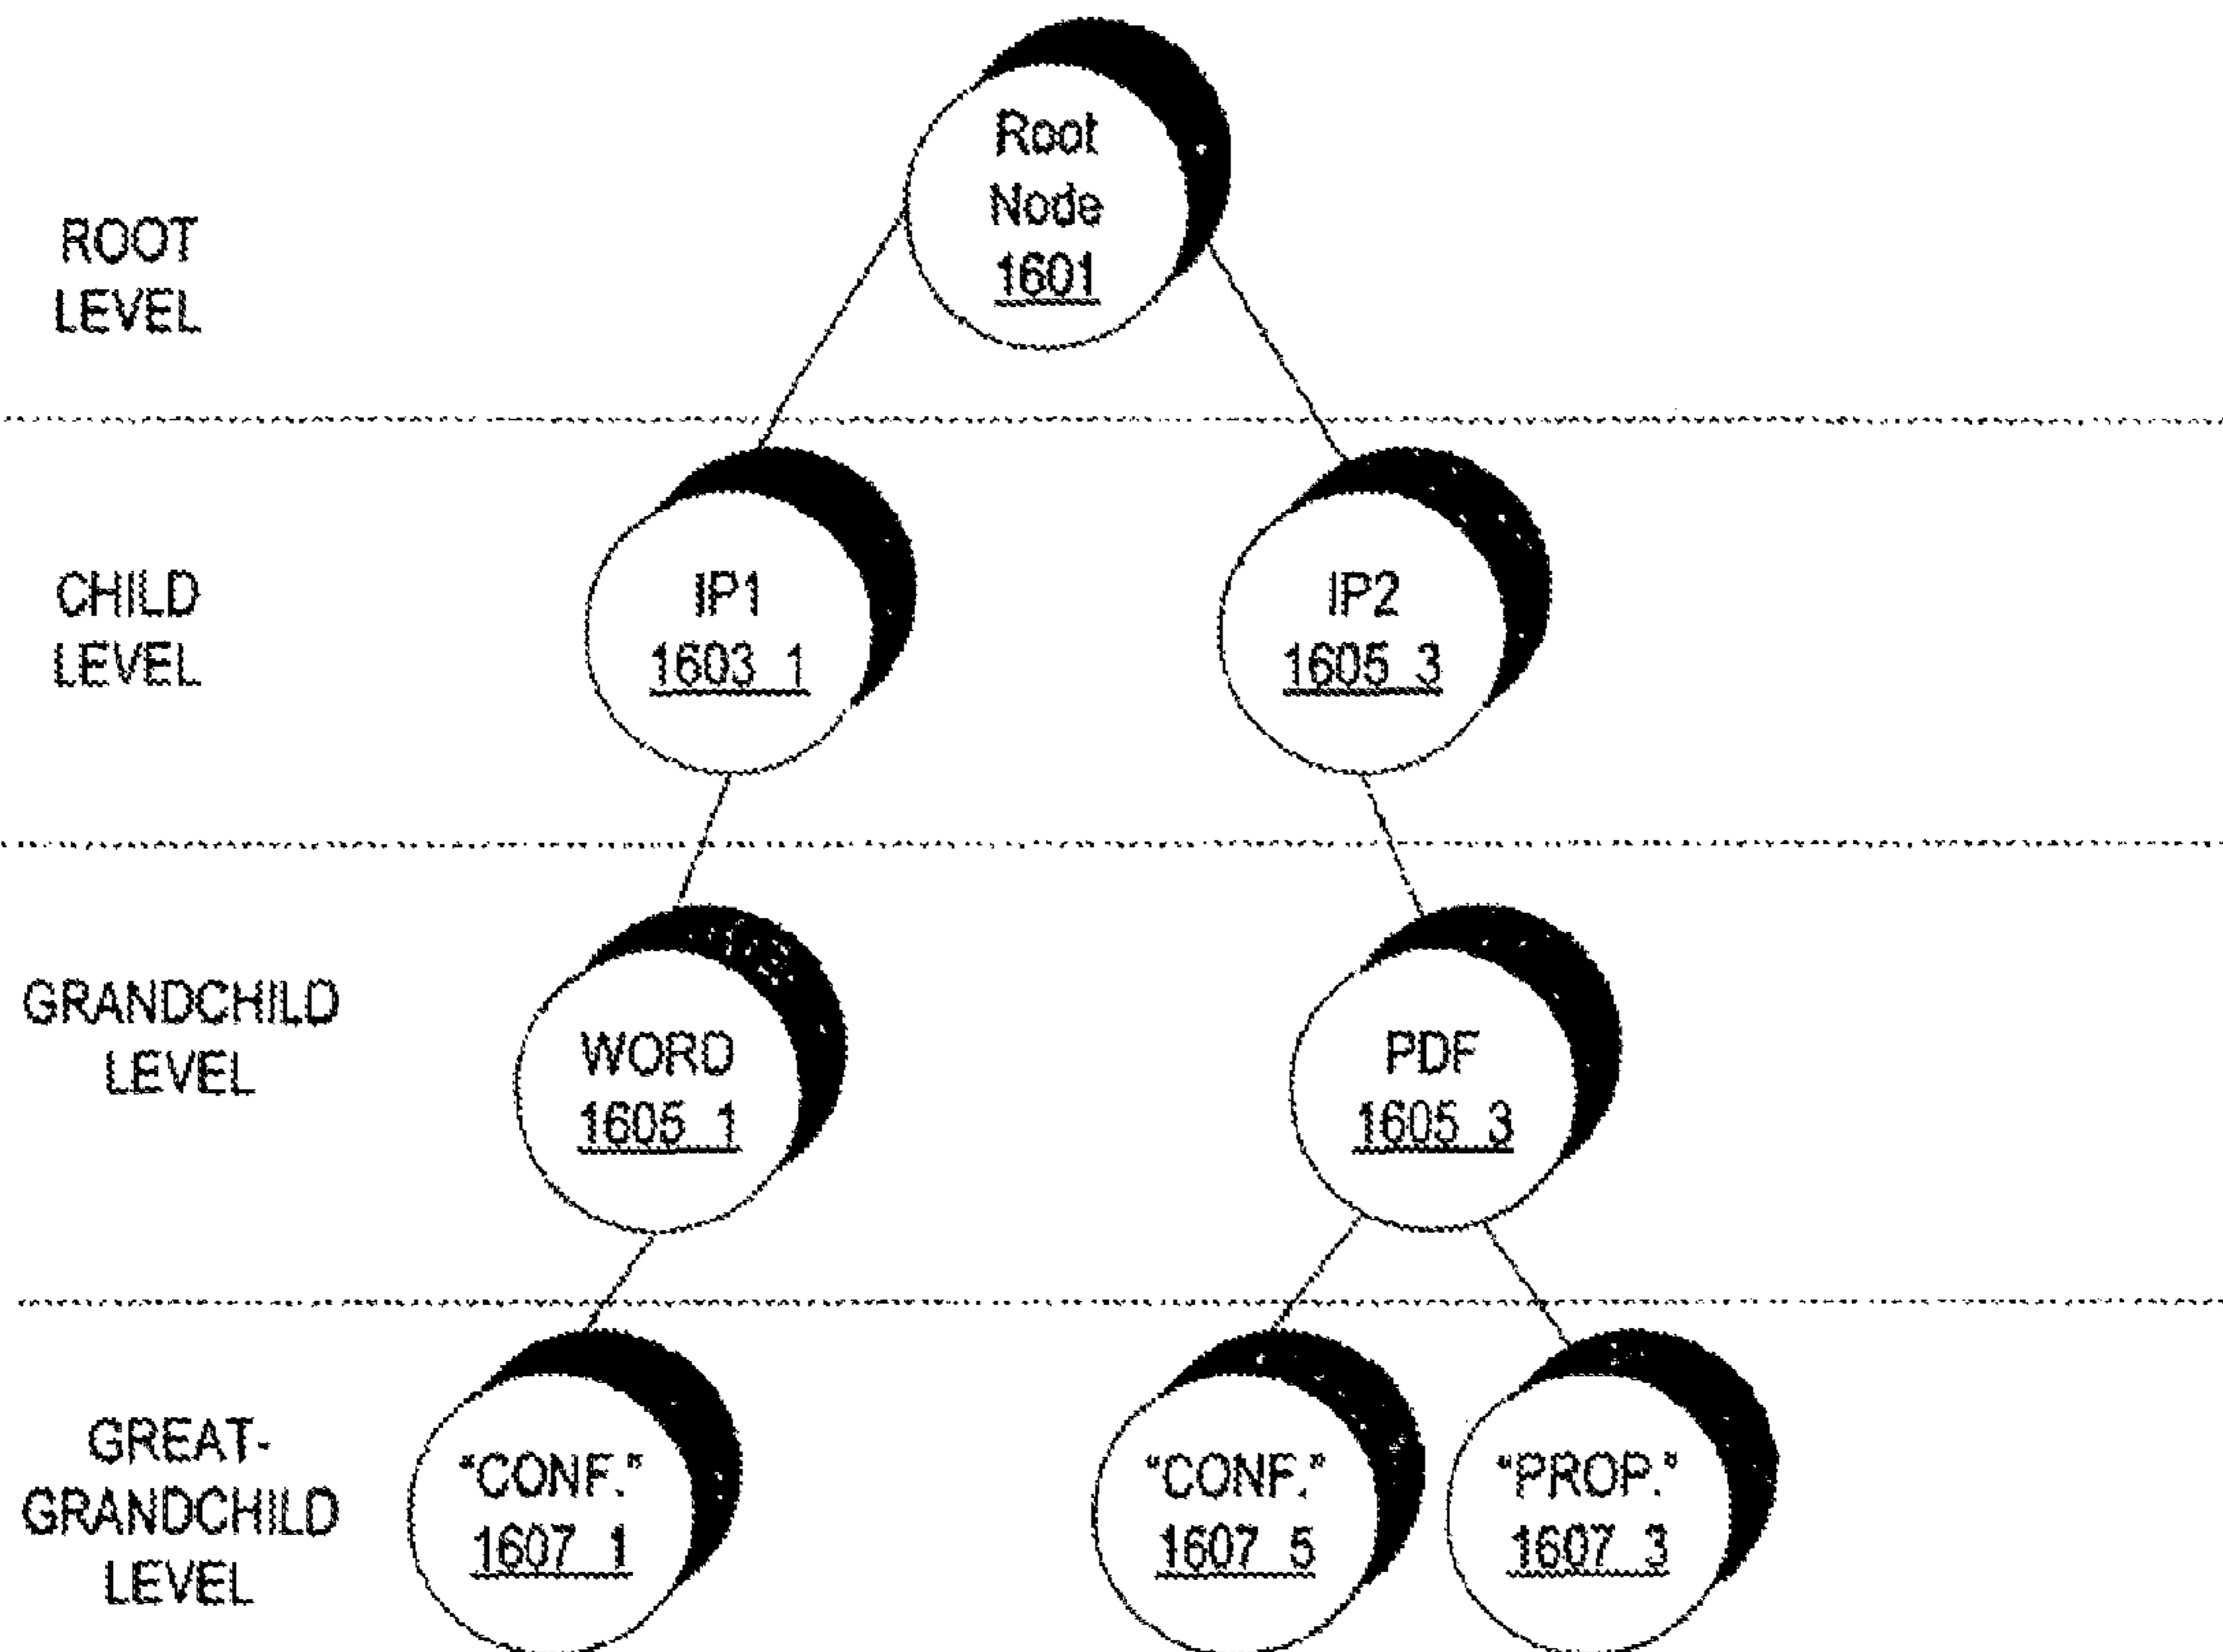 Root
Node
1601
ROOT
LEVEL
CHILD
LEVEL
IP1
1603_1
IP2
1605_3
GRANDCHILD
LEVEL
WORD
1605_1
PDF
1605_3
GREAT-
GRANDCHILD
LEVEL
"CONF."
1607_1
"CONF."
1607_5
"PROP."
1607_3